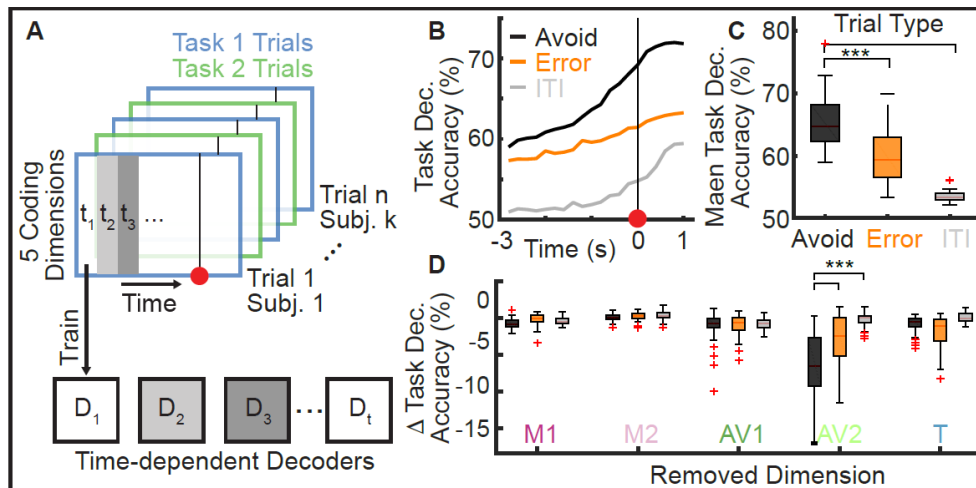 A
Task 1 Trials
Task 2 Trials
5 Coding
Dimensions
t1 t2 t3 ...
Trial n
Subj. k
...
Trial 1
Subj. 1
Time
Train
D1 D2 D3 ... Dt
Time-dependent Decoders
B
Task Dec.
Accuracy (%)
70
60
50
Avoid
Error
ITI
-3 Time (s) 0 1
C
Trial Type
***
Maen Task Dec.
Accuracy (%)
80
70
60
50
Avoid Error ITI
D
Δ Task Dec.
Accuracy (%)
0
-5
-10
-15
***
M1 M2 AV1 AV2 T
Removed Dimension